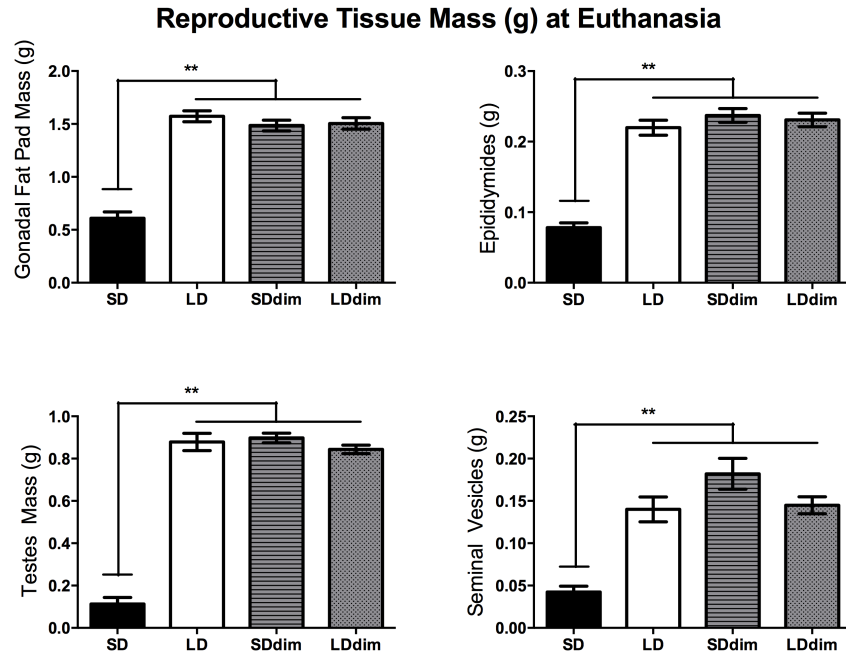 Reproductive Tissue Mass (g) at Euthanasia
Gonadal Fat Pad Mass (g)
2.0
1.5
1.0
0.5
0.0
**
SD LD SDdim LDdim
Epididymides (g)
0.3
0.2
0.1
0.0
**
SD LD SDdim LDdim
Testes Mass (g)
1.0
0.8
0.6
0.4
0.2
0.0
**
SD LD SDdim LDdim
Seminal Vesicles (g)
0.25
0.20
0.15
0.10
0.05
0.00
**
SD LD SDdim LDdim